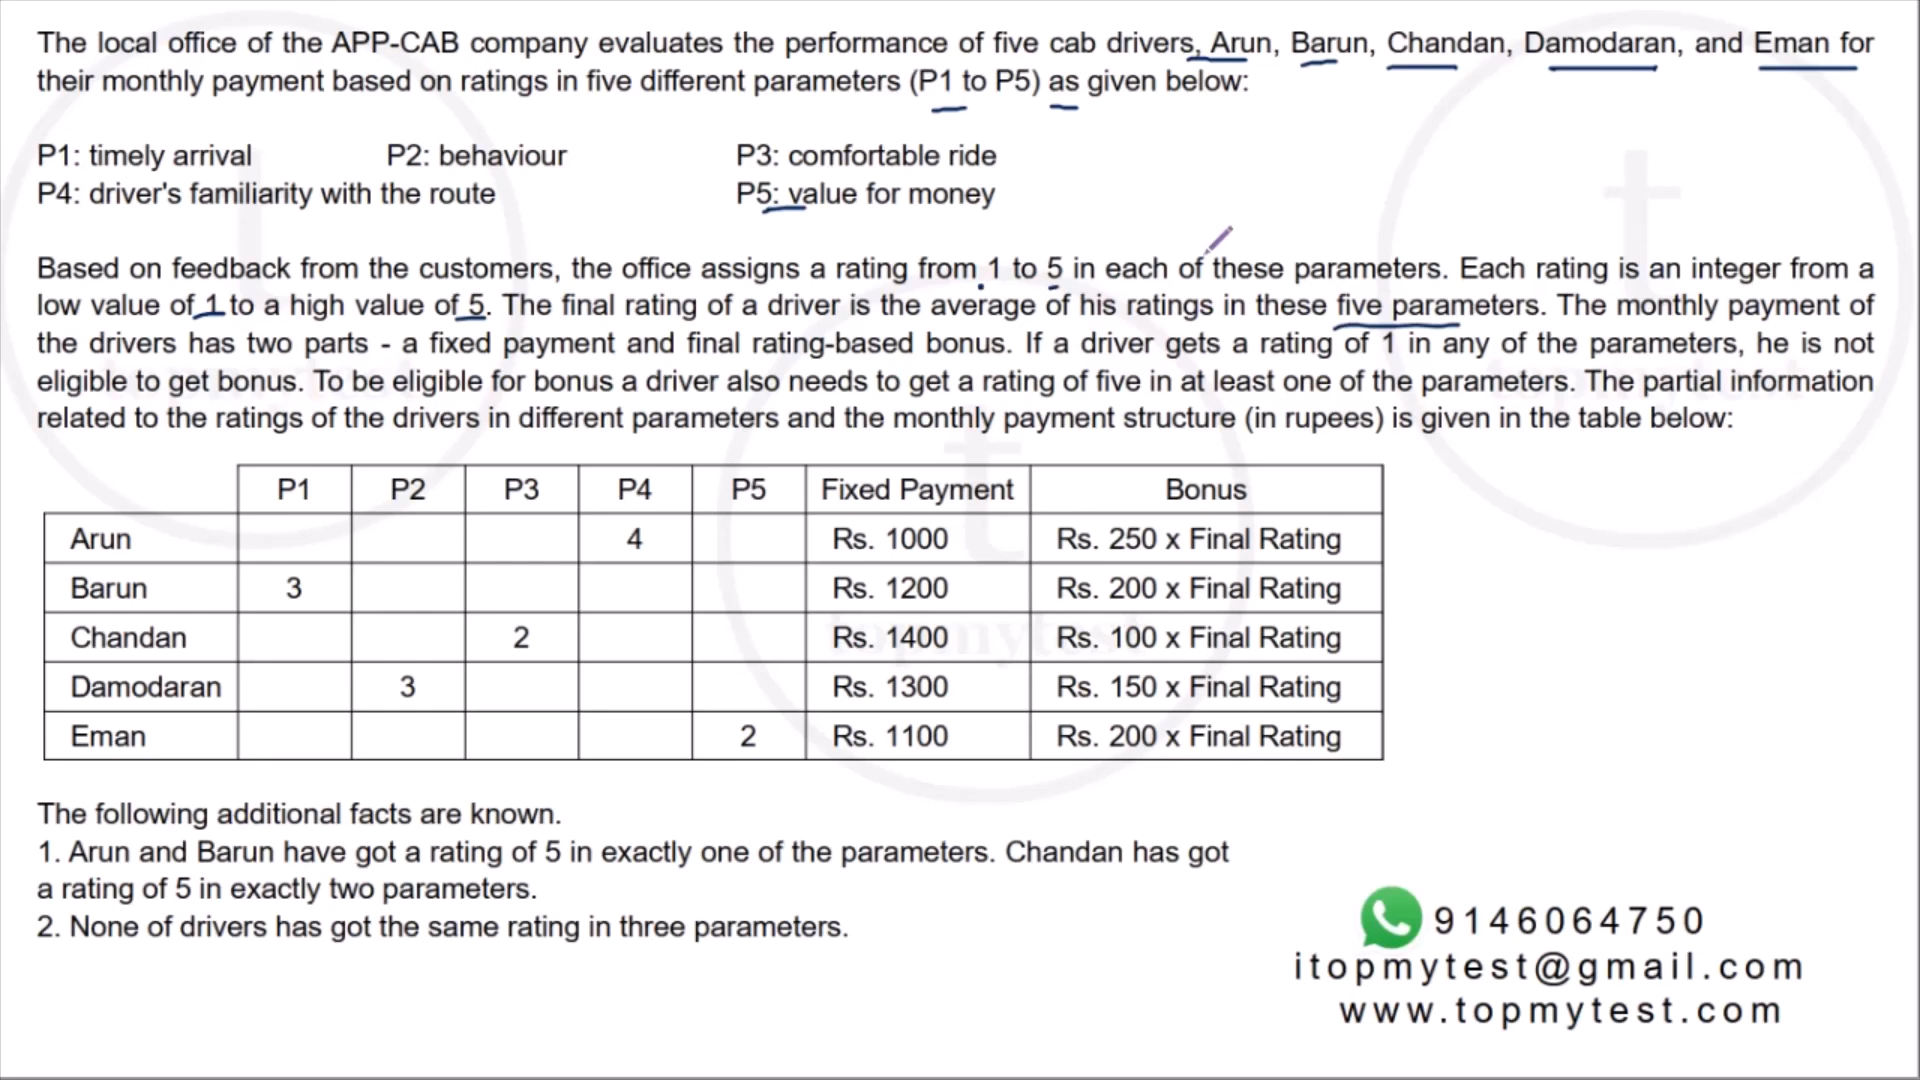 The local office of the APP-CAB company evaluates the performance of five cab drivers, Arun, Barun, Chandan, Damodaran, and Eman for
their monthly payment based on ratings in five different parameters (P1 to P5) as given below:
P1: timely arrival P2: behaviour P3: comfortable ride
P4: driver's familiarity with the route P5: value for money
Based on feedback from the customers, the office assigns a rating from 1 to 5 in each of these parameters. Each rating is an integer from a
low value of 1 to a high value of 5. The final rating of a driver is the average of his ratings in these five parameters. The monthly payment of
the drivers has two parts - a fixed payment and final rating-based bonus. If a driver gets a rating of 1 in any of the parameters, he is not
eligible to get bonus. To be eligible for bonus a driver also needs to get a rating of five in at least one of the parameters. The partial information
related to the ratings of the drivers in different parameters and the monthly payment structure (in rupees) is given in the table below:
P1 P2 P3 P4 P5 Fixed Payment Bonus
Arun 4 Rs. 1000 Rs. 250 x Final Rating
Barun 3 Rs. 1200 Rs. 200 x Final Rating
Chandan 2 Rs. 1400 Rs. 100 x Final Rating
Damodaran 3 Rs. 1300 Rs. 150 x Final Rating
Eman 2 Rs. 1100 Rs. 200 x Final Rating
The following additional facts are known.
1. Arun and Barun have got a rating of 5 in exactly one of the parameters. Chandan has got
a rating of 5 in exactly two parameters.
2. None of drivers has got the same rating in three parameters.
9146064750
itopmytest@gmail.com
www.topmytest.com
t
topmytest
t
topmytest
t
topmytest